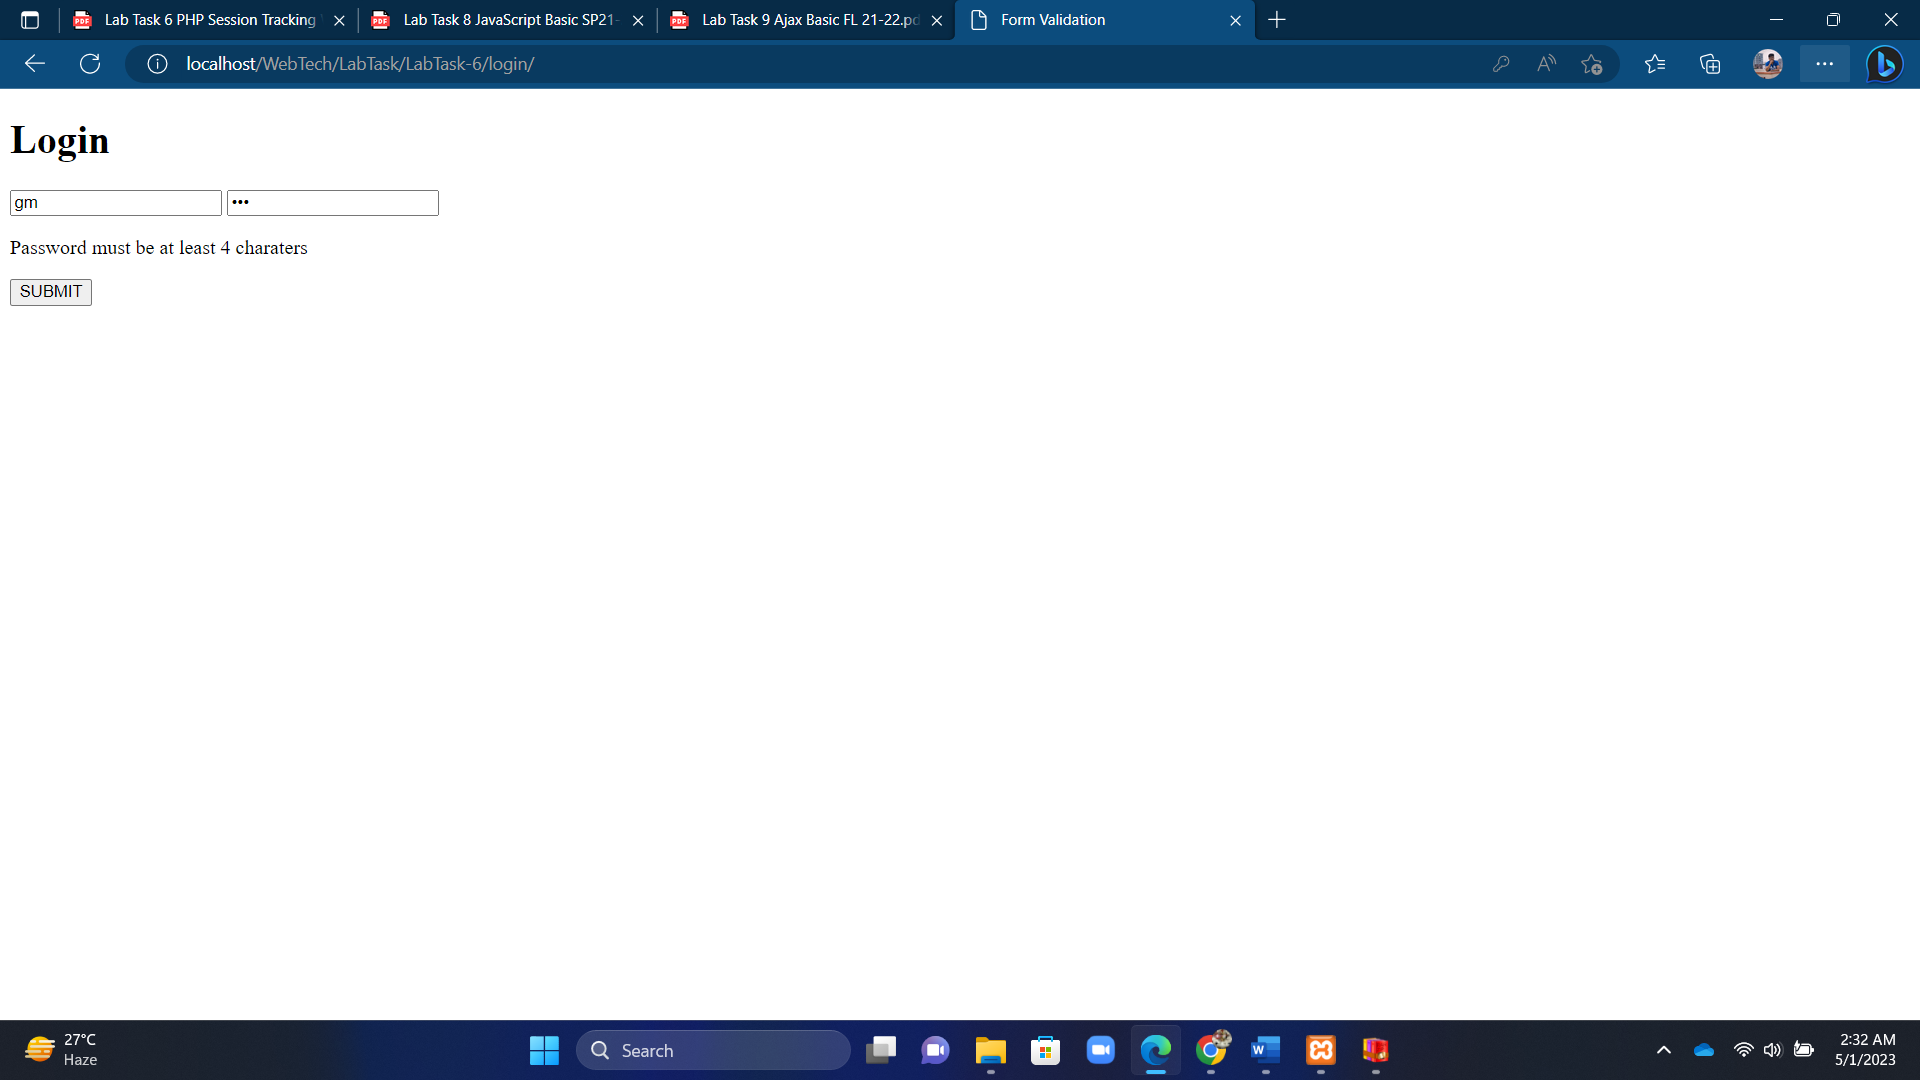 Lab Task 6 PHP Session Tracking
Lab Task 8 JavaScript Basic SP21-
Lab Task 9 Ajax Basic FL 21-22.pd
Form Validation
localhost/WebTech/LabTask/LabTask-6/login/
Login
gm
•••
Password must be at least 4 charaters
SUBMIT
27°C
Haze
Search
2:32 AM
5/1/2023